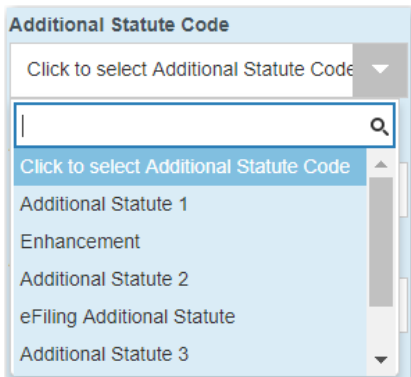 Additional Statute Code
Click to select Additional Statute Code
Click to select Additional Statute Code
Additional Statute 1
Enhancement
Additional Statute 2
eFiling Additional Statute
Additional Statute 3